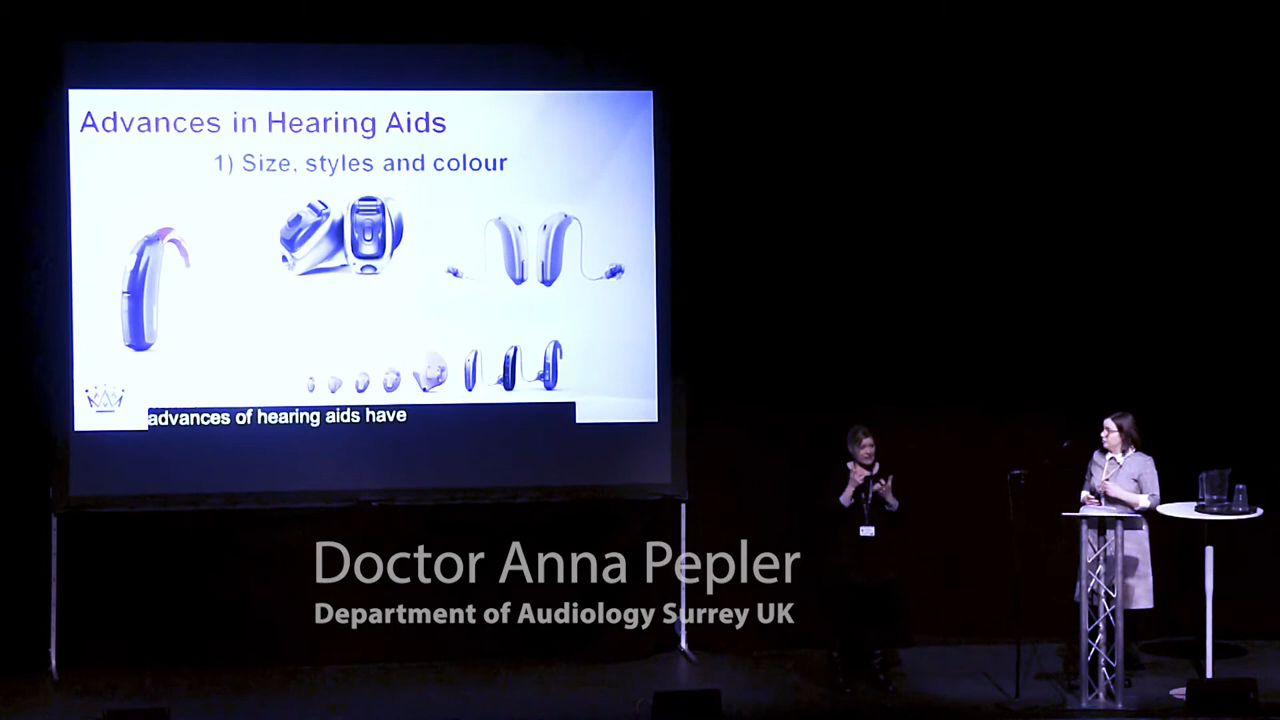 Advances in Hearing Aids
1) Size, styles and colour
advances of hearing aids have
Doctor Anna Pepler
Department of Audiology Surrey UK